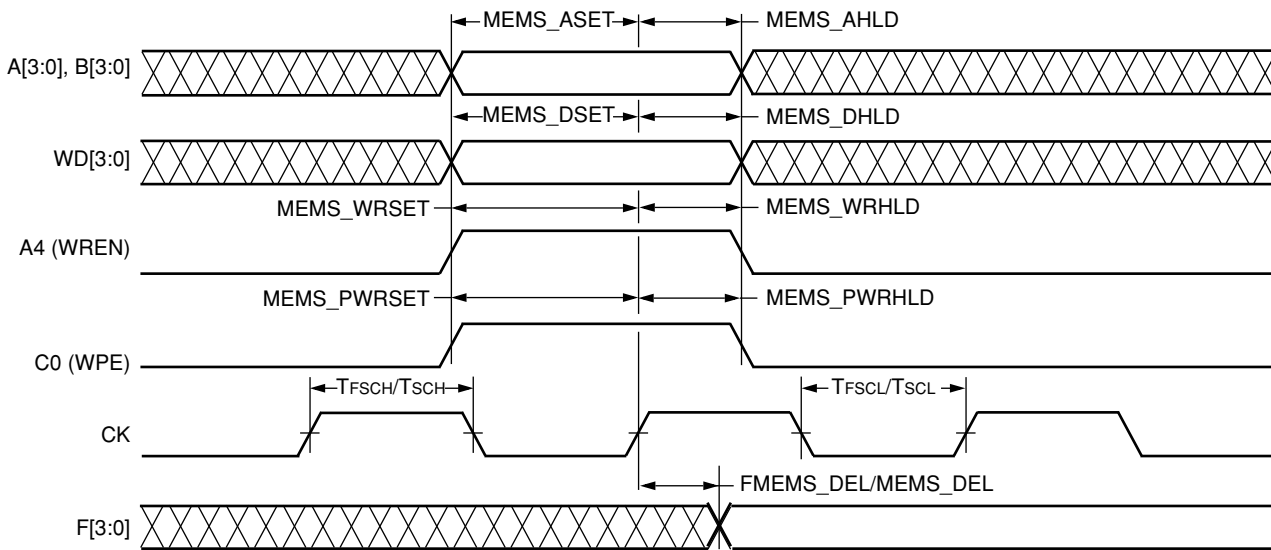 MEMS_ASET MEMS_AHLD
A[3:0], B[3:0]
MEMS_DSET MEMS_DHLD
WD[3:0]
MEMS_WRSET MEMS_WRHLD
A4 (WREN)
MEMS_PWRSET MEMS_PWRHLD
C0 (WPE)
TFSCH/TSCH TFSCL/TSCL
CK
FMEMS_DEL/MEMS_DEL
F[3:0]